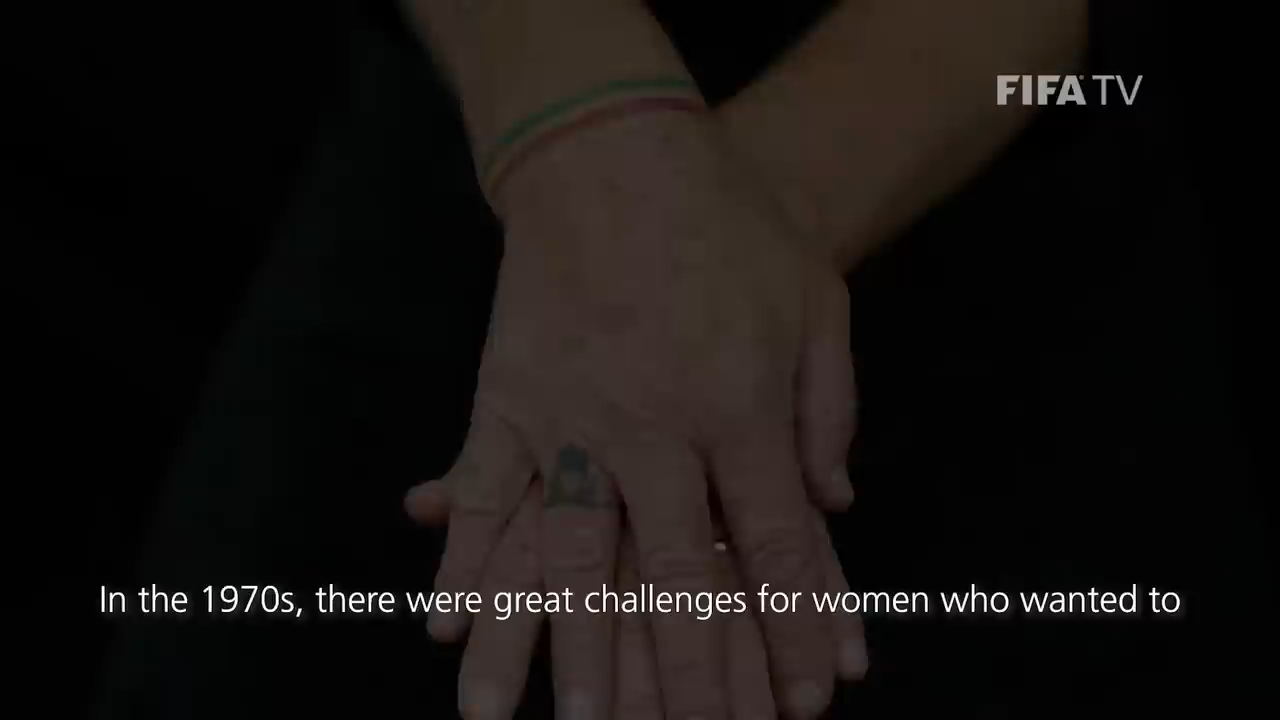 FIFA TV
In the 1970s, there were great challenges for women who wanted to